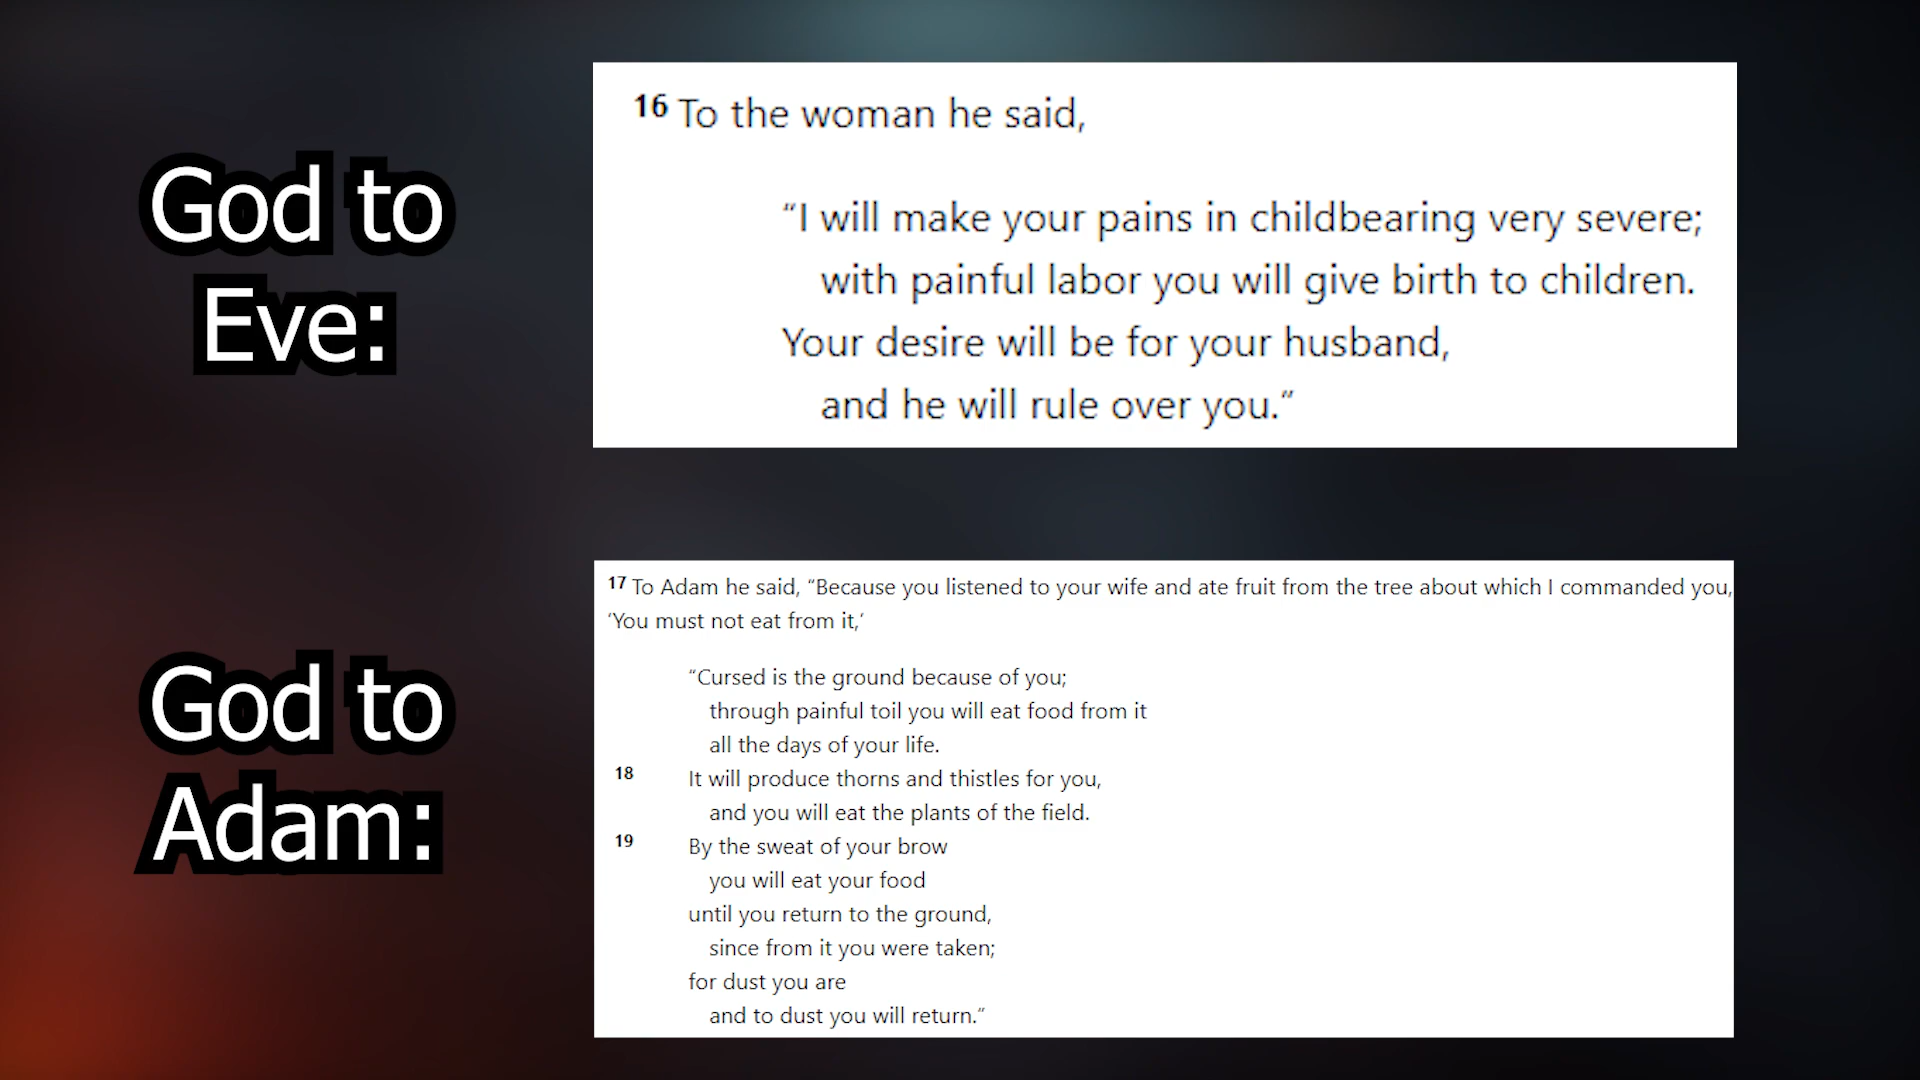 God to
Eve:
16 To the woman he said,
“I will make your pains in childbearing very severe;
with painful labor you will give birth to children.
Your desire will be for your husband,
and he will rule over you.”
God to
Adam:
17 To Adam he said, “Because you listened to your wife and ate fruit from the tree about which I commanded you,
‘You must not eat from it,’
“Cursed is the ground because of you;
through painful toil you will eat food from it
all the days of your life.
18 It will produce thorns and thistles for you,
and you will eat the plants of the field.
19 By the sweat of your brow
you will eat your food
until you return to the ground,
since from it you were taken;
for dust you are
and to dust you will return.”